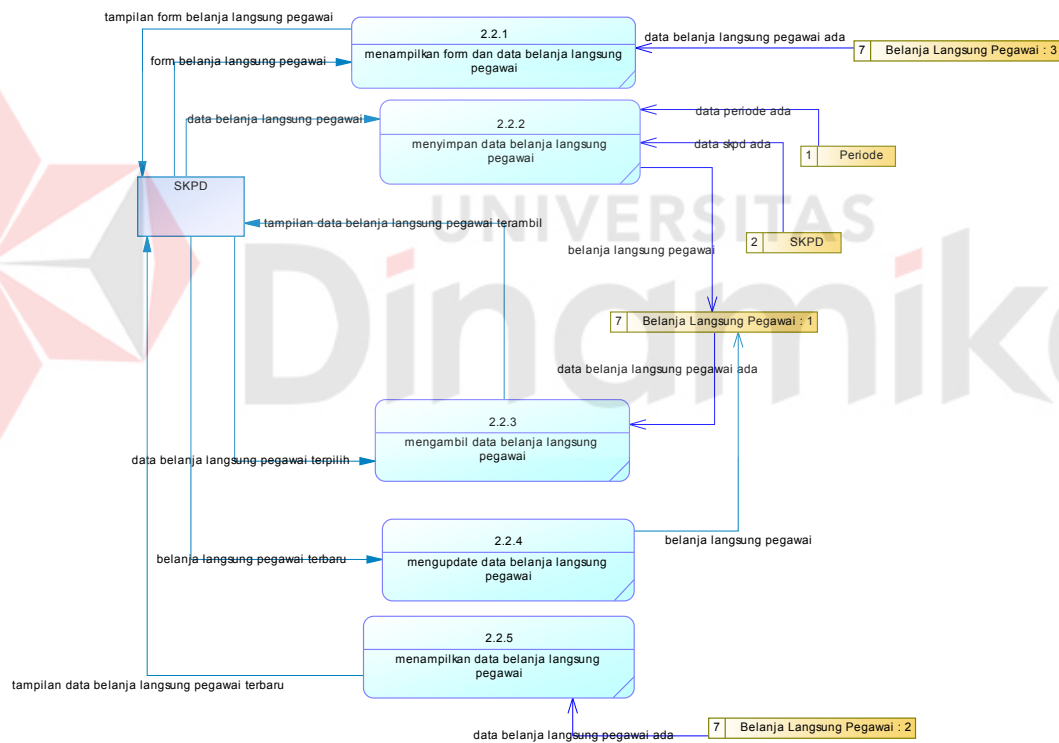 tampilan form belanja langsung pegawai
2.2.1
menampilkan form dan data belanja langsung
pegawai
data belanja langsung pegawai ada
7 Belanja Langsung Pegawai : 3
form belanja langsung pegawai
data belanja langsung pegawai
2.2.2
menyimpan data belanja langsung
pegawai
data periode ada
data skpd ada
1 Periode
SKPD
UNIVERSITAS
Dinamika
tampilan data belanja langsung pegawai terambil
2 SKPD
belanja langsung pegawai
7 Belanja Langsung Pegawai : 1
data belanja langsung pegawai ada
2.2.3
mengambil data belanja langsung
pegawai
data belanja langsung pegawai terpilih
2.2.4
mengupdate data belanja langsung
pegawai
belanja langsung pegawai
belanja langsung pegawai terbaru
2.2.5
menampilkan data belanja langsung
pegawai
tampilan data belanja langsung pegawai terbaru
7 Belanja Langsung Pegawai : 2
data belanja langsung pegawai ada